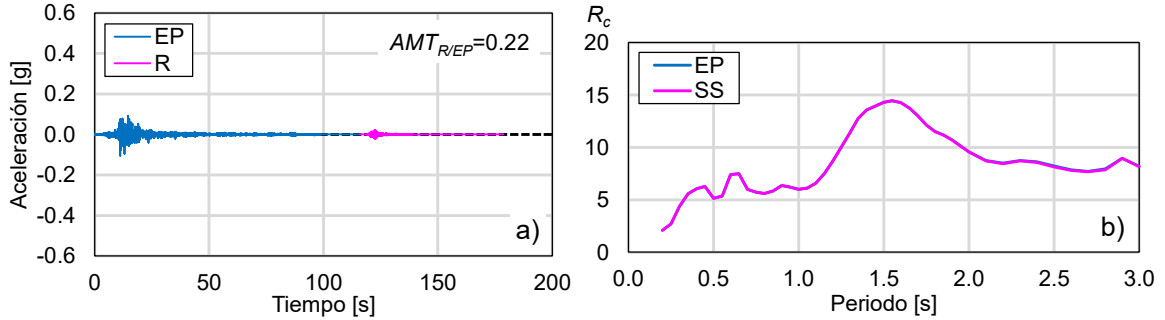 0.6
0.4
0.2
0.0
-0.2
-0.4
-0.6
Aceleración [g]
EP
R
AMT_{R/EP}=0.22
a)
0 50 100 150 200
Tiempo [s]
R_c
20
15
10
5
0
EP
SS
b)
0.0 0.5 1.0 1.5 2.0 2.5 3.0
Periodo [s]